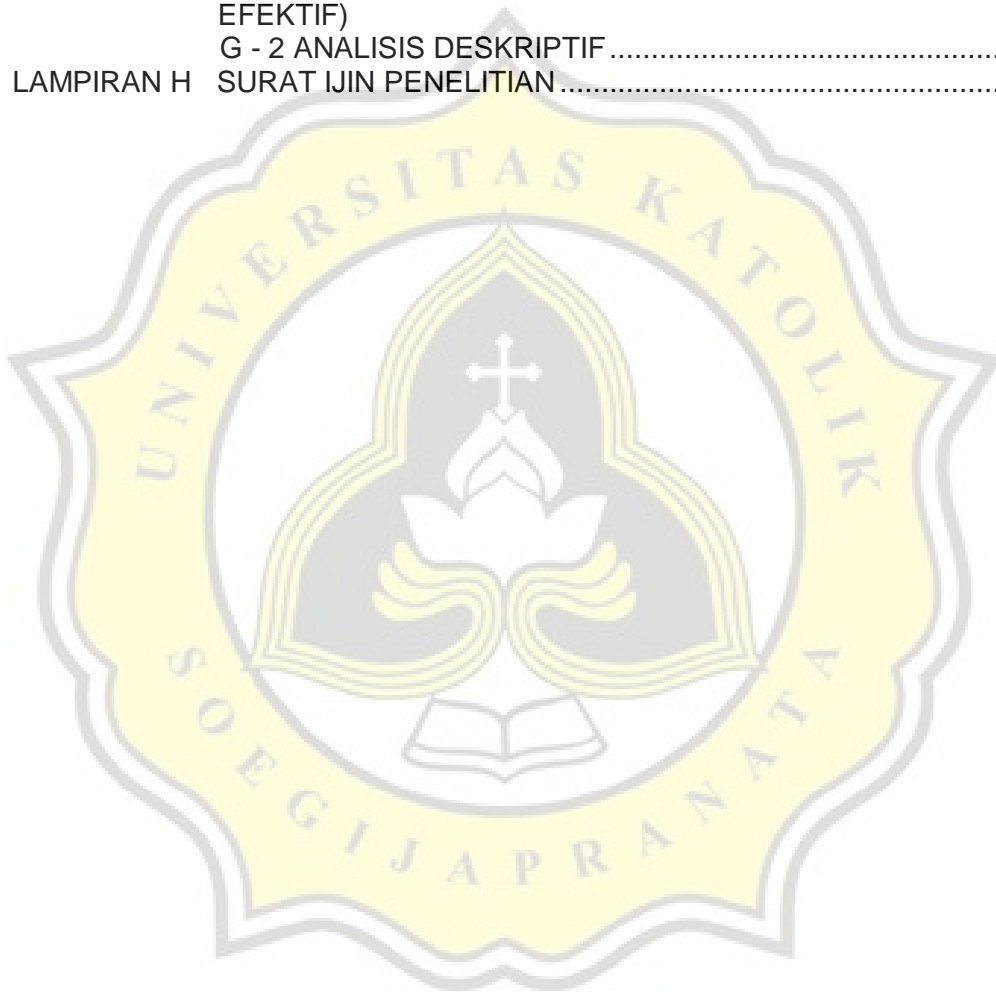 EFEKTIF)
G - 2 ANALISIS DESKRIPTIF................................................
LAMPIRAN H SURAT IJIN PENELITIAN......................................................
UNIVERSITAS KATOLIK
SOEGIJAPRANATA